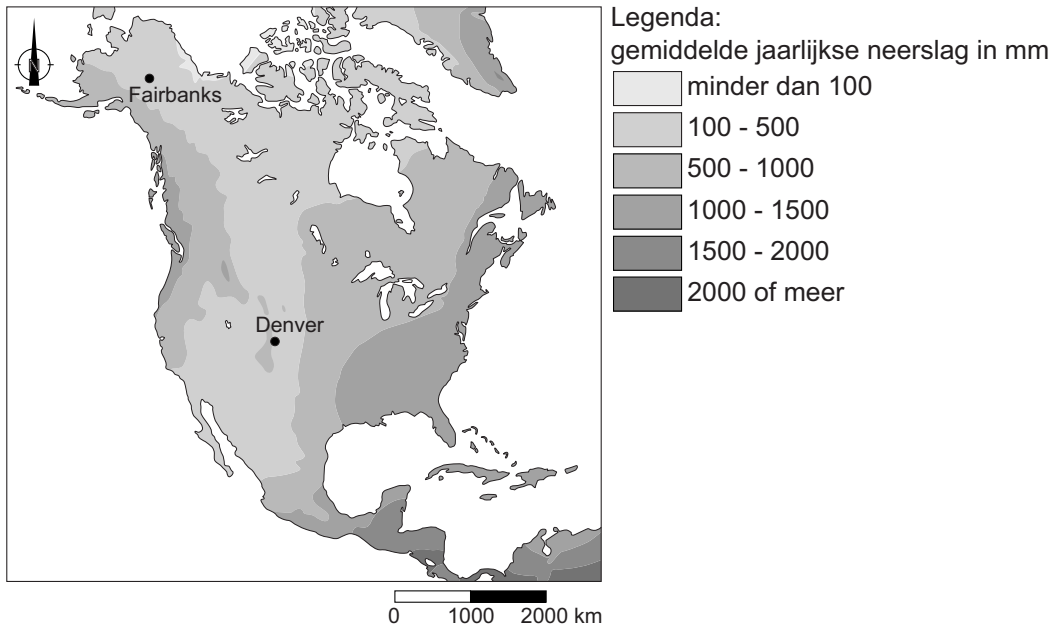 N
Fairbanks
Denver
0 1000 2000 km
Legenda:
gemiddelde jaarlijkse neerslag in mm
minder dan 100
100 - 500
500 - 1000
1000 - 1500
1500 - 2000
2000 of meer